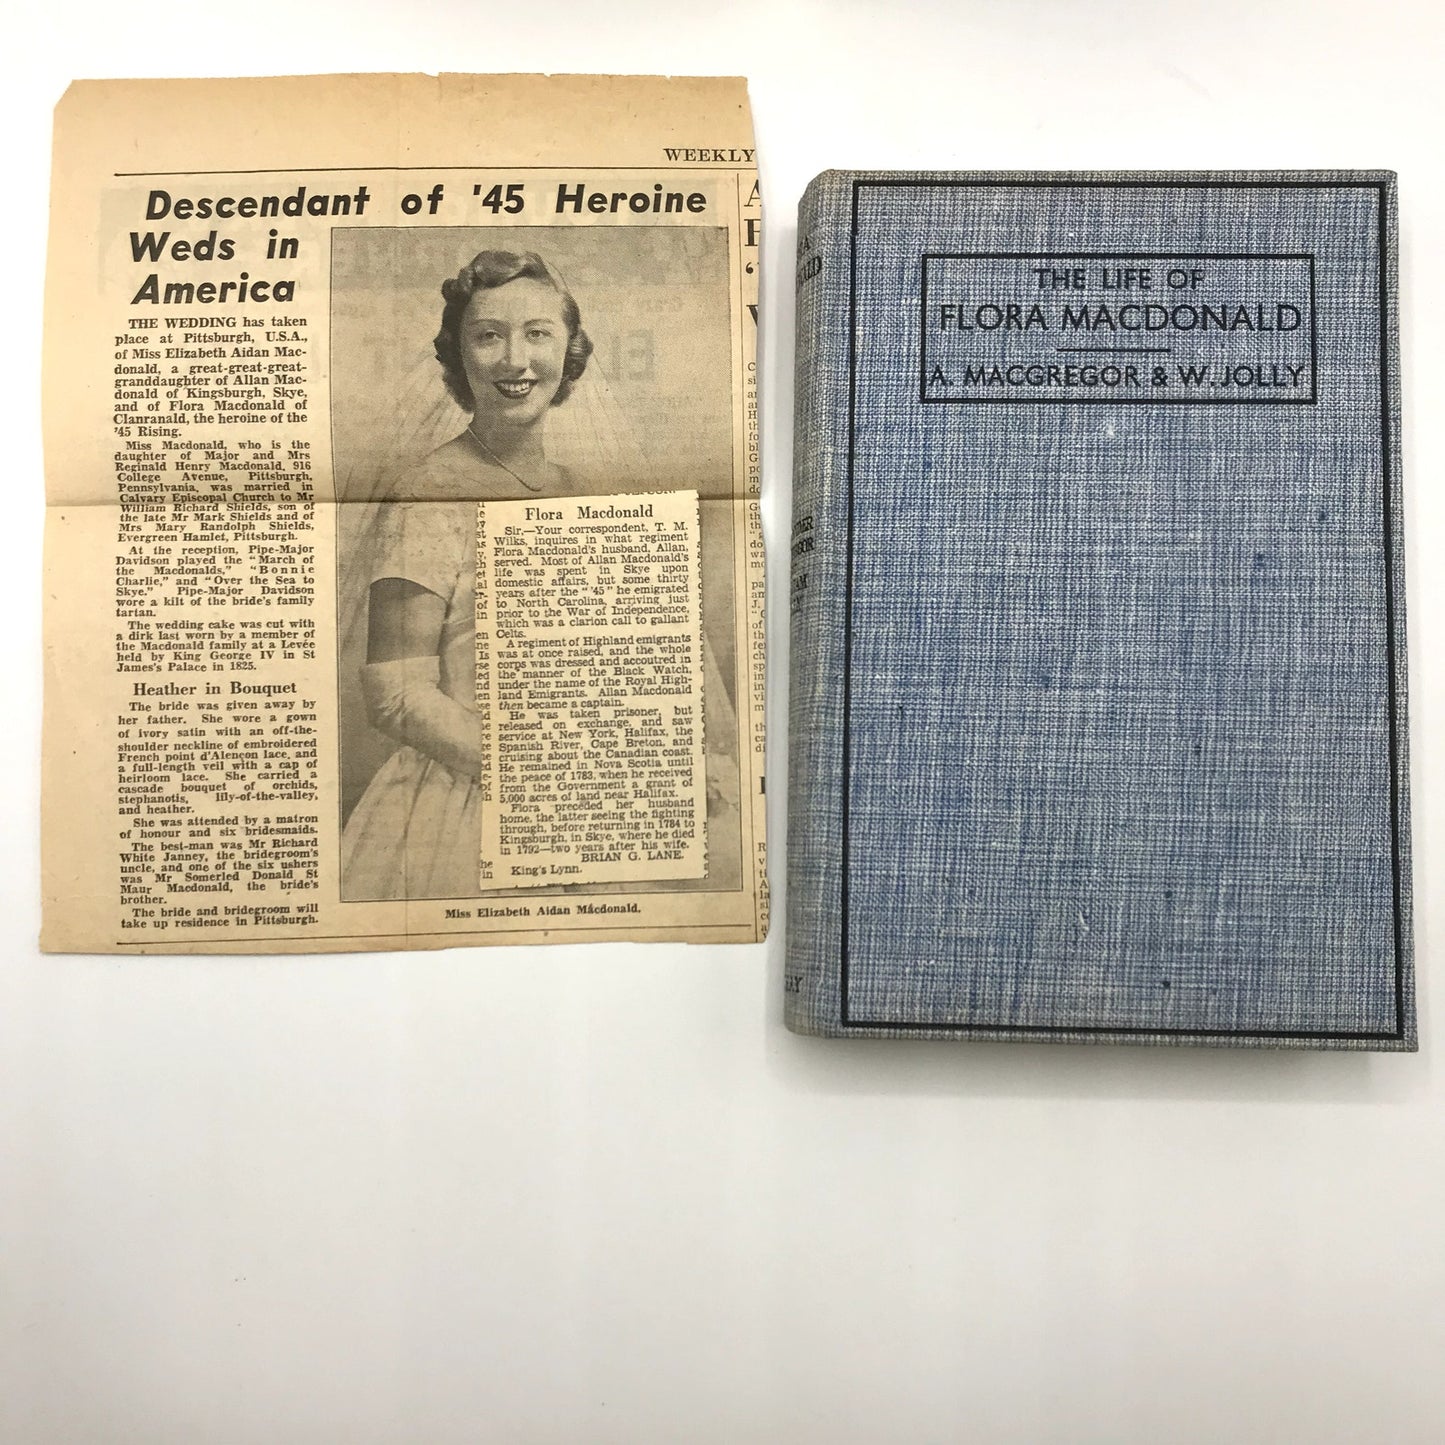 WEEKLY
Descendant of '45 Heroine
Weds in
America
THE WEDDING has taken
place at Pittsburgh, U.S.A.,
of Miss Elizabeth Aidan Mac-
donald, a great-great-great-
granddaughter of Allan Mac-
donald of Kingsburgh, Skye,
and of Flora Macdonald of
Clanranald, the heroine of the
'45 Rising.
Miss Macdonald, who is the
daughter of Major and Mrs
Reginald Henry Macdonald, 916
College Avenue, Pittsburgh,
Pennsylvania, was married in
Calvary Episcopal Church to Mr
William Richard Shields, son of
the late Mr Mark Shields and of
Mrs Mary Randolph Shields,
Evergreen Hamlet, Pittsburgh.
At the reception, Pipe-Major
Davidson played the "March of
the Macdonalds," "Bonnie
Charlie," and "Over the Sea to
Skye." Pipe-Major Davidson
wore a kilt of the bride's family
tartan.
The wedding cake was cut with
a dirk last worn by a member of
the Macdonald family at a Levée
held by King George IV in St
James's Palace in 1825.
Heather in Bouquet
The bride was given away by
her father. She wore a gown
of ivory satin with an off-the-
shoulder neckline of embroidered
French point d'Alençon lace, and
a full-length veil with a cap of
heirloom lace. She carried a
cascade bouquet of orchids,
stephanotis, lily-of-the-valley,
and heather.
She was attended by a matron
of honour and six bridesmaids.
The best-man was Mr Richard
White Janney, the bridegroom's
uncle, and one of the six ushers
was Mr Somerled Donald St
Maur Macdonald, the bride's
brother.
The bride and bridegroom will
take up residence in Pittsburgh.
Flora Macdonald
Sir,—Your correspondent, T. M.
Wilks, inquires in what regiment
Flora Macdonald's husband, Allan,
served. Most of Allan Macdonald's
life was spent in Skye upon
domestic affairs, but some thirty
years after the "'45" he emigrated
to North Carolina, arriving just
prior to the War of Independence,
which was a clarion call to gallant
Celts.
A regiment of Highland emigrants
was at once raised, and the whole
corps was dressed and accoutred in
the manner of the Black Watch,
under the name of the Royal High-
land Emigrants. Allan Macdonald
then became a captain.
He was taken prisoner, but
released on exchange, and saw
service at New York, Halifax, the
Spanish River, Cape Breton, and
cruising about the Canadian coast.
He remained in Nova Scotia until
the peace of 1783, when he received
from the Government a grant of
5,000 acres of land near Halifax.
Flora preceded her husband
home, the latter seeing the fighting
through, before returning in 1784 to
Kingsburgh, in Skye, where he died
in 1792—two years after his wife.
BRIAN G. LANE.
King's Lynn.
Miss Elizabeth Aidan Macdonald.
THE LIFE OF
FLORA MACDONALD
A. MACGREGOR & W. JOLLY